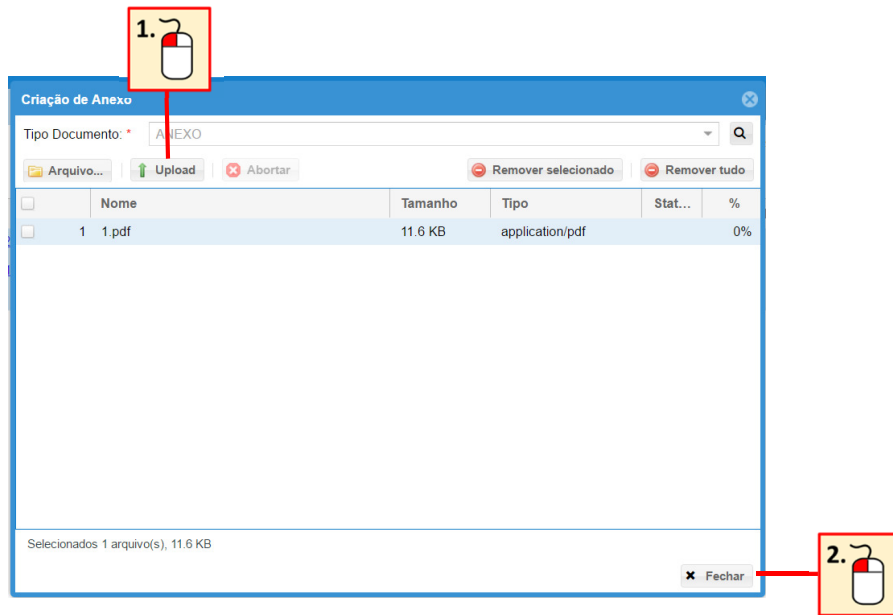 1.
Criação de Anexo
Tipo Documento: * ANEXO
Arquivo... Upload Abortar Remover selecionado Remover tudo
Nome Tamanho Tipo Stat... %
1 1.pdf 11.6 KB application/pdf 0%
Selecionados 1 arquivo(s), 11.6 KB
Fechar
2.